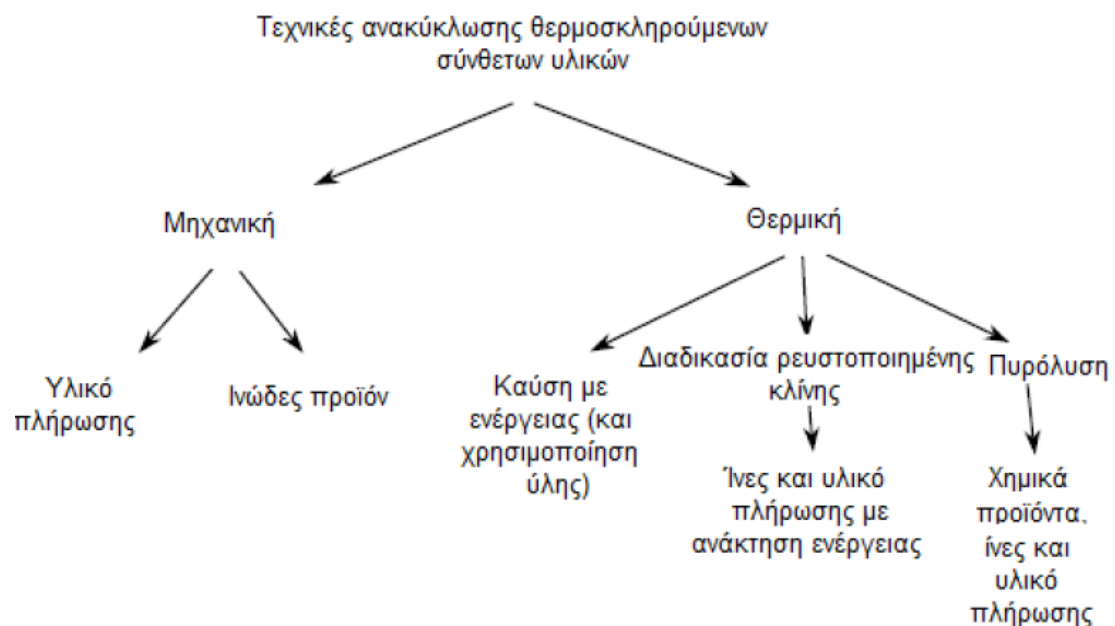 Τεχνικές ανακύκλωσης θερμοσκληρούμενων
σύνθετων υλικών
Μηχανική
Θερμική
Υλικό
πλήρωσης
Ινώδες προϊόν
Καύση με
ενέργειας (και
χρησιμοποίηση
ύλης)
Διαδικασία ρευστοποιημένης
κλίνης
Πυρόλυση
Ίνες και υλικό
πλήρωσης με
ανάκτηση ενέργειας
Χημικά
προϊόντα,
ίνες και
υλικό
πλήρωσης